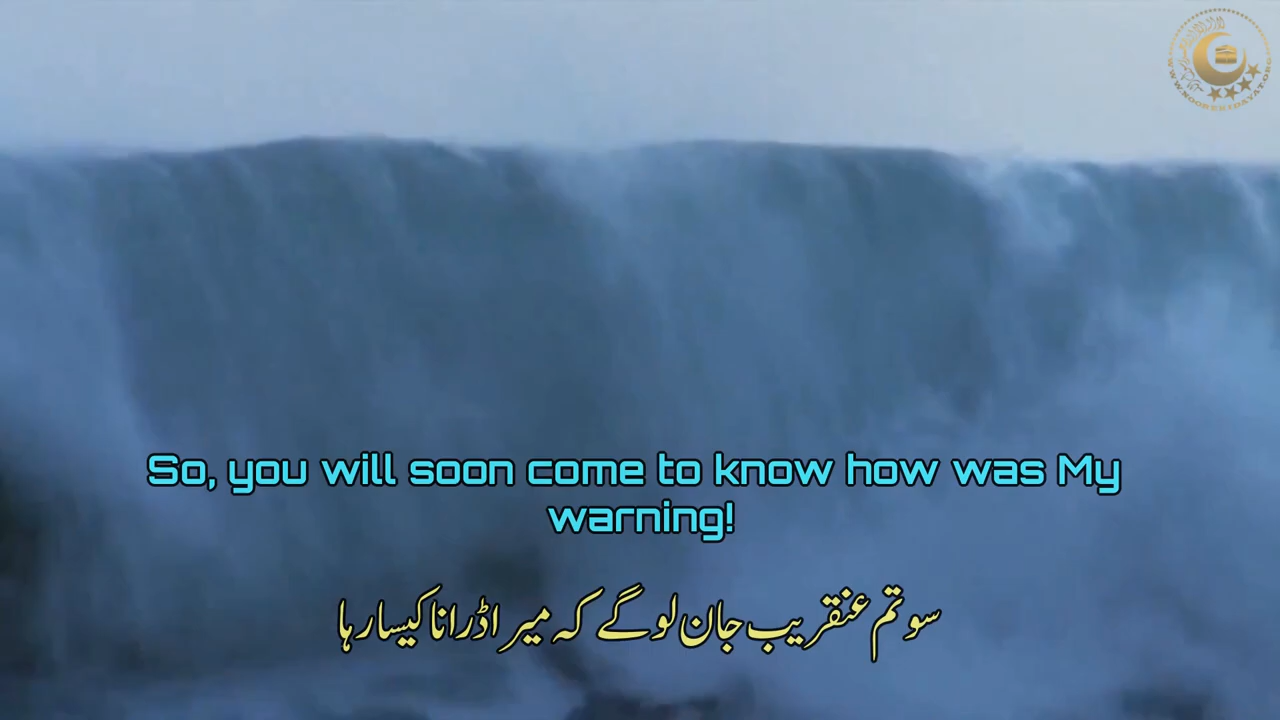 So, you will soon come to know how was My
warning!
سو تم عنقریب جان لو گے کہ میرا ڈرانا کیسا رہا